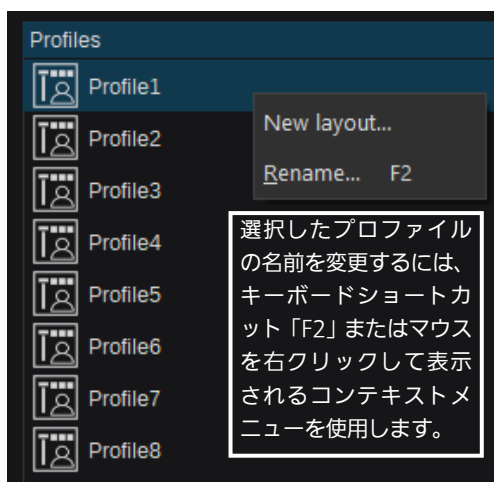 Profiles
Profile1
New layout...
Profile2
Rename... F2
Profile3
選択したプロファイル
の名前を変更するには、
キーボードショートカ
ット「F2」またはマウス
を右クリックして表示
されるコンテキストメ
ニューを使用します。
Profile4
Profile5
Profile6
Profile7
Profile8